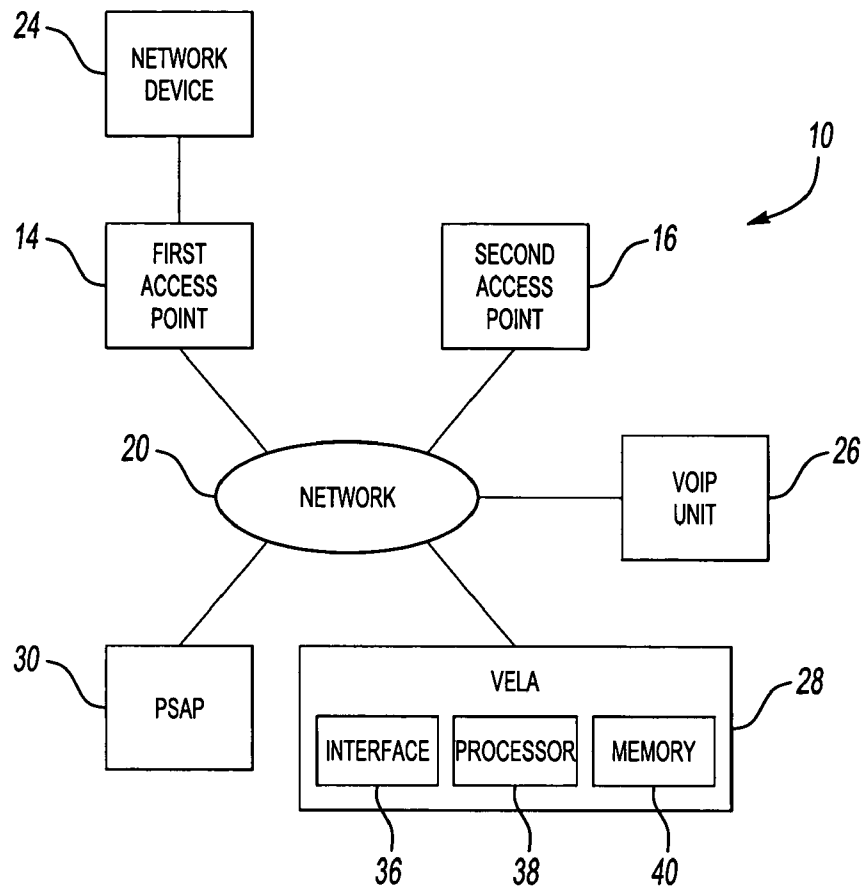 24
NETWORK
DEVICE
10
14
FIRST
ACCESS
POINT
SECOND
ACCESS
POINT
16
20
NETWORK
VOIP
UNIT
26
30
PSAP
VELA
28
INTERFACE
PROCESSOR
MEMORY
36
38
40